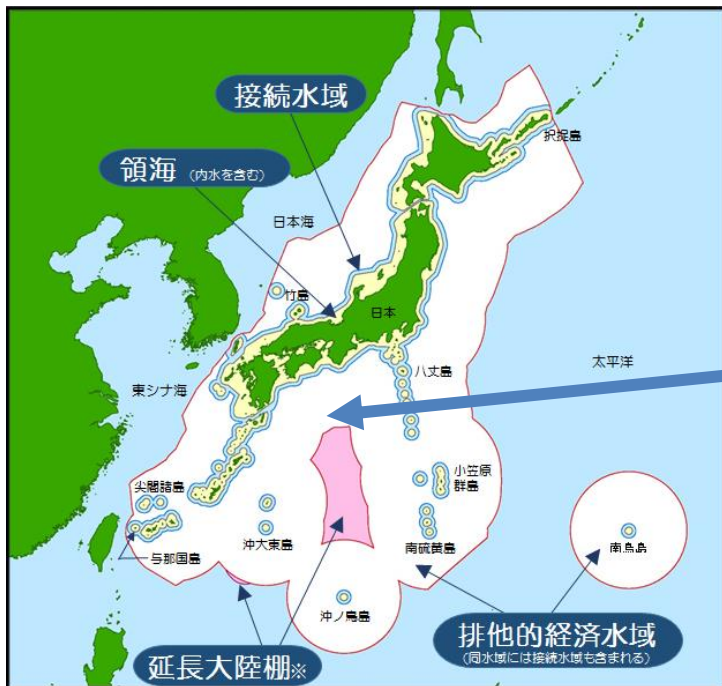 接続水域
択捉島
領海 (内水を含む)
日本海
竹島
日本
太平洋
八丈島
東シナ海
小笠原
群島
尖閣諸島
沖大東島
南硫黄島
南鳥島
与那国島
沖ノ鳥島
延長大陸棚※
排他的経済水域
(同水域には接続水域も含まれる)